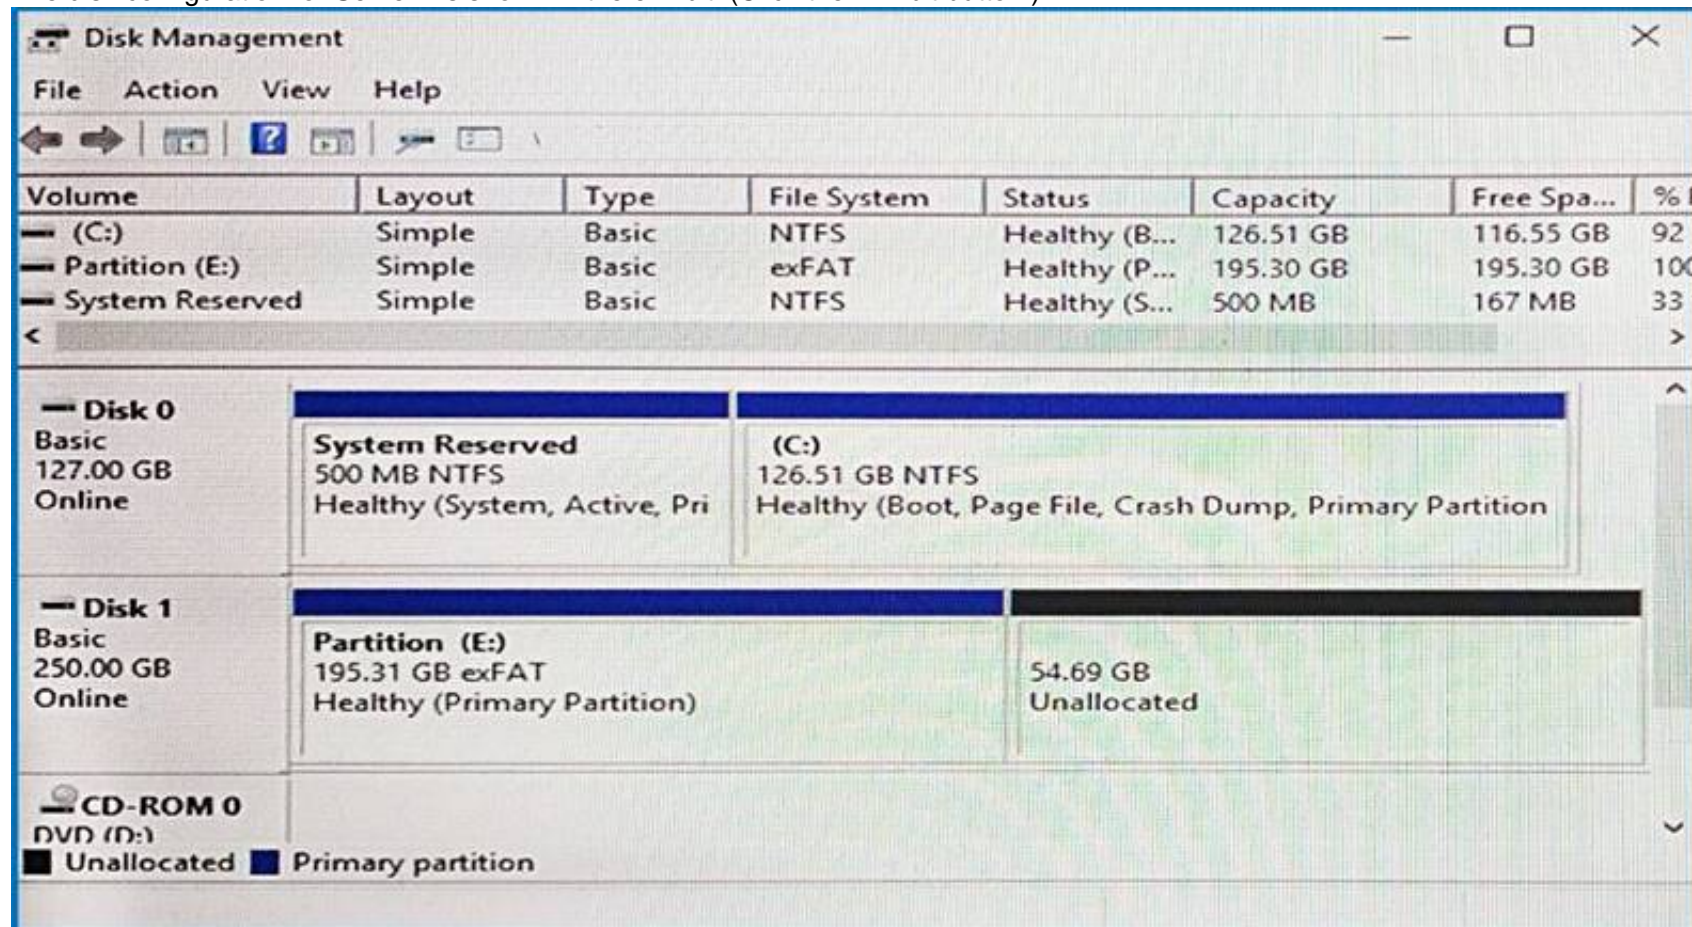 Disk Management
File Action View Help
Volume Layout Type File System Status Capacity Free Spa... %
(C:) Simple Basic NTFS Healthy (B... 126.51 GB 116.55 GB 92
Partition (E:) Simple Basic exFAT Healthy (P... 195.30 GB 195.30 GB 100
System Reserved Simple Basic NTFS Healthy (S... 500 MB 167 MB 33
Disk 0
Basic
127.00 GB
Online
System Reserved
500 MB NTFS
Healthy (System, Active, Pri
(C:)
126.51 GB NTFS
Healthy (Boot, Page File, Crash Dump, Primary Partition
Disk 1
Basic
250.00 GB
Online
Partition (E:)
195.31 GB exFAT
Healthy (Primary Partition)
54.69 GB
Unallocated
CD-ROM 0
DVD (D:)
Unallocated Primary partition